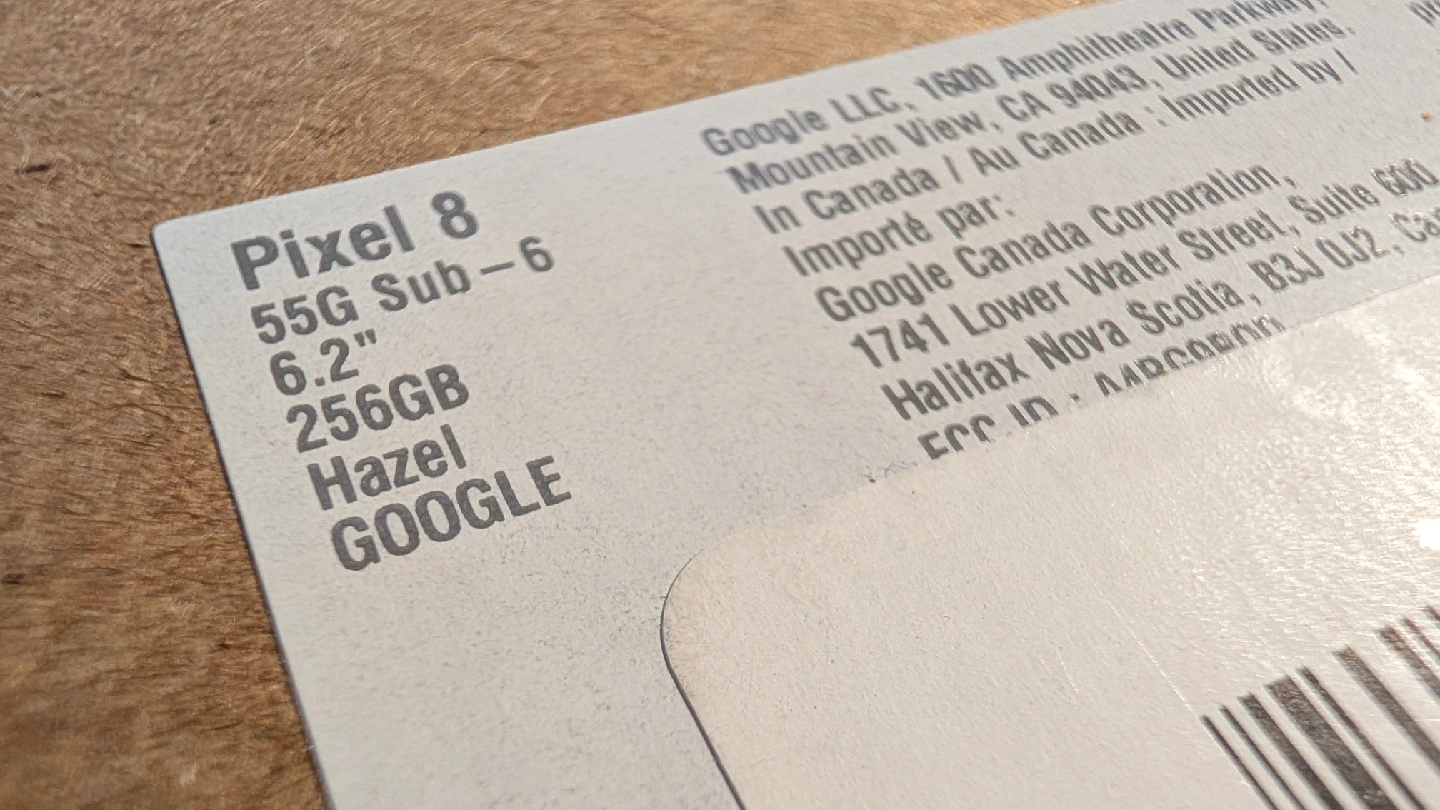 Pixel 8
55G Sub–6
6.2"
256GB
Hazel
GOOGLE
Google LLC, 1600 Amphitheatre Parkway,
Mountain View, CA 94043, United States.
In Canada / Au Canada : Imported by /
Importé par:
Google Canada Corporation,
1741 Lower Water Street, Suite 600
Halifax Nova Scotia, B3J 0J2,
FCC ID :